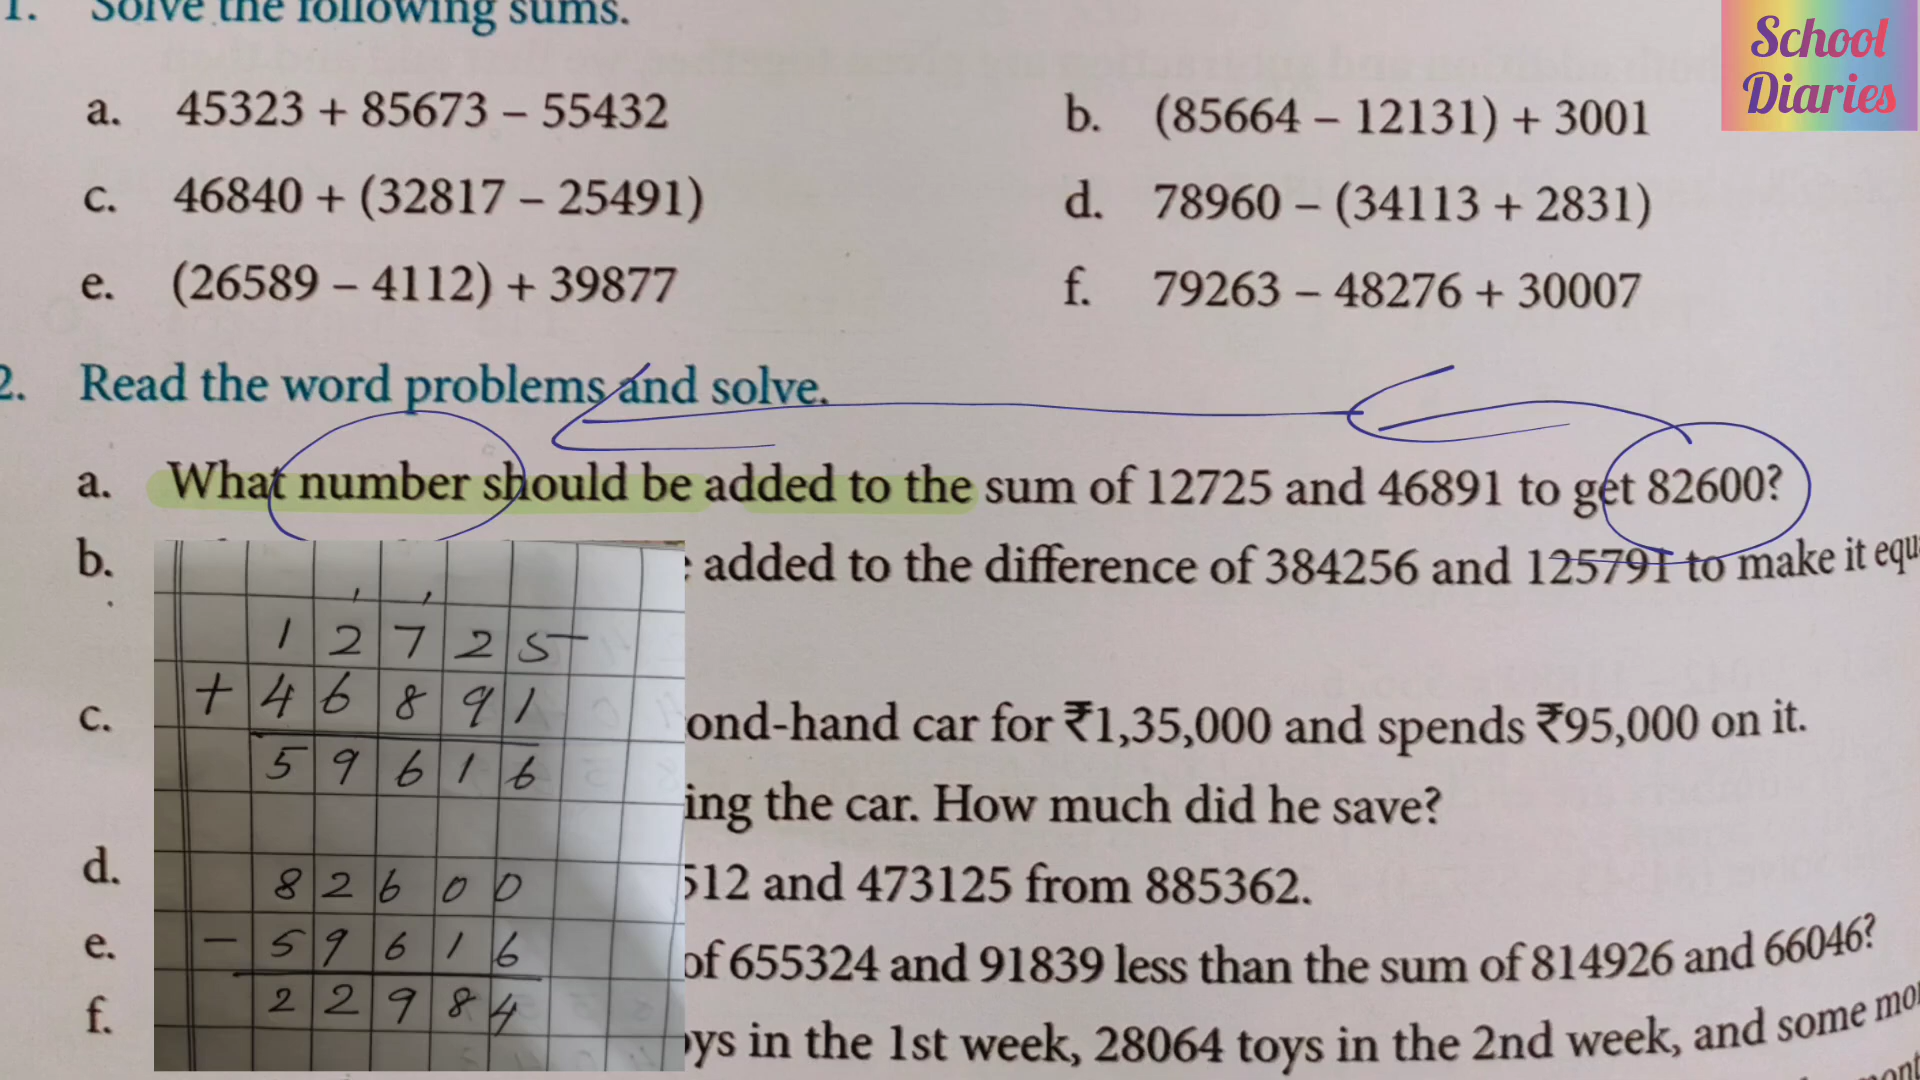 1. Solve the following sums.
School
Diaries
a. 45323 + 85673 – 55432
b. (85664 – 12131) + 3001
c. 46840 + (32817 – 25491)
d. 78960 – (34113 + 2831)
e. (26589 – 4112) + 39877
f. 79263 – 48276 + 30007
2. Read the word problems and solve.
a. What number should be added to the sum of 12725 and 46891 to get 82600?
b. added to the difference of 384256 and 125791 to make it
c. ond-hand car for ₹1,35,000 and spends ₹95,000 on it.
ing the car. How much did he save?
d. 512 and 473125 from 885362.
e. of 655324 and 91839 less than the sum of 814926 and 66046?
f. oys in the 1st week, 28064 toys in the 2nd week, and some
1 2 7 2 5
+ 4 6 8 9 1
5 9 6 1 6
8 2 6 0 0
– 5 9 6 1 6
2 2 9 8 4